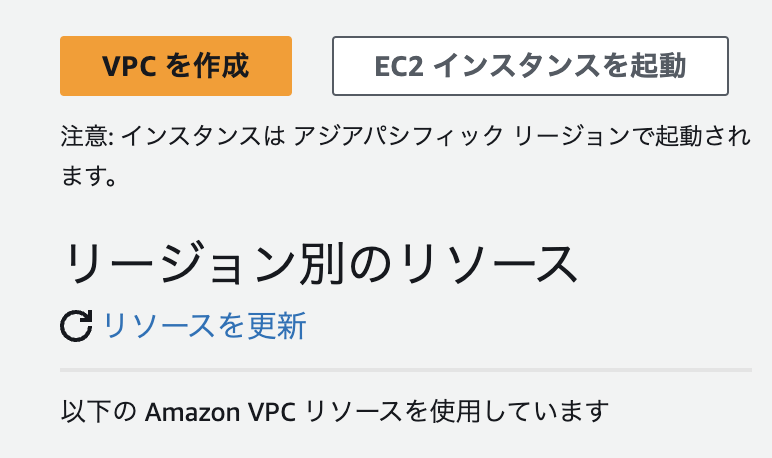 VPC を作成
EC2 インスタンスを起動
注意: インスタンスは アジアパシフィック リージョンで起動され
ます。
リージョン別のリソース
リソースを更新
以下の Amazon VPC リソースを使用しています